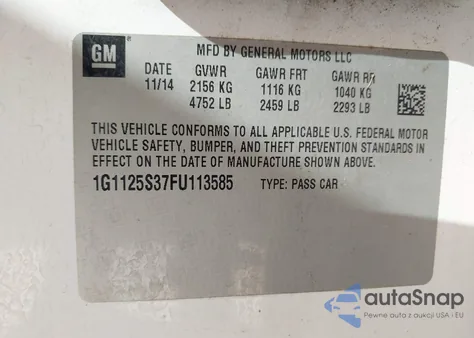 GM
MFD BY GENERAL MOTORS LLC
DATE GVWR GAWR FRT GAWR RR
11/14 2156 KG 1116 KG 1040 KG
4752 LB 2459 LB 2293 LB
THIS VEHICLE CONFORMS TO ALL APPLICABLE U.S. FEDERAL MOTOR
VEHICLE SAFETY, BUMPER, AND THEFT PREVENTION STANDARDS IN
EFFECT ON THE DATE OF MANUFACTURE SHOWN ABOVE.
1G1125S37FU113585 TYPE: PASS CAR
autoSnap
Pewne auta z aukcji USA i EU